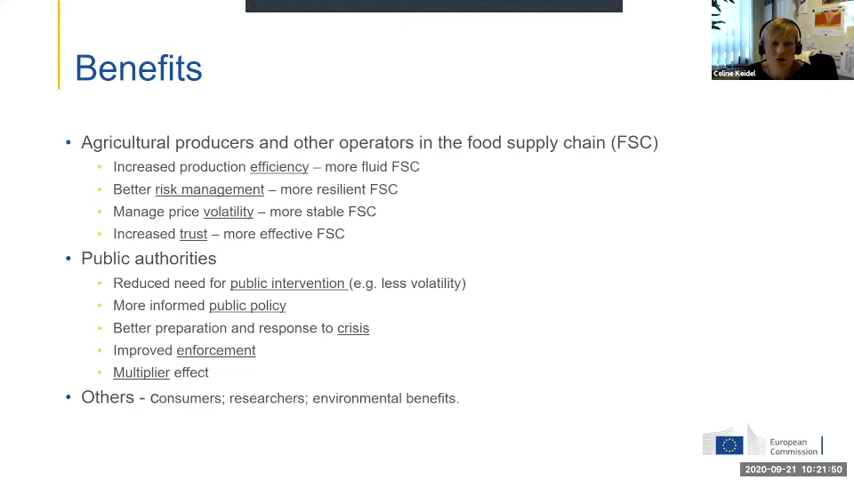 Benefits
Celine Keidel
• Agricultural producers and other operators in the food supply chain (FSC)
• Increased production efficiency – more fluid FSC
• Better risk management – more resilient FSC
• Manage price volatility – more stable FSC
• Increased trust – more effective FSC
• Public authorities
• Reduced need for public intervention (e.g. less volatility)
• More informed public policy
• Better preparation and response to crisis
• Improved enforcement
• Multiplier effect
• Others - consumers; researchers; environmental benefits.
European
Commission
2020-09-21 10:21:50